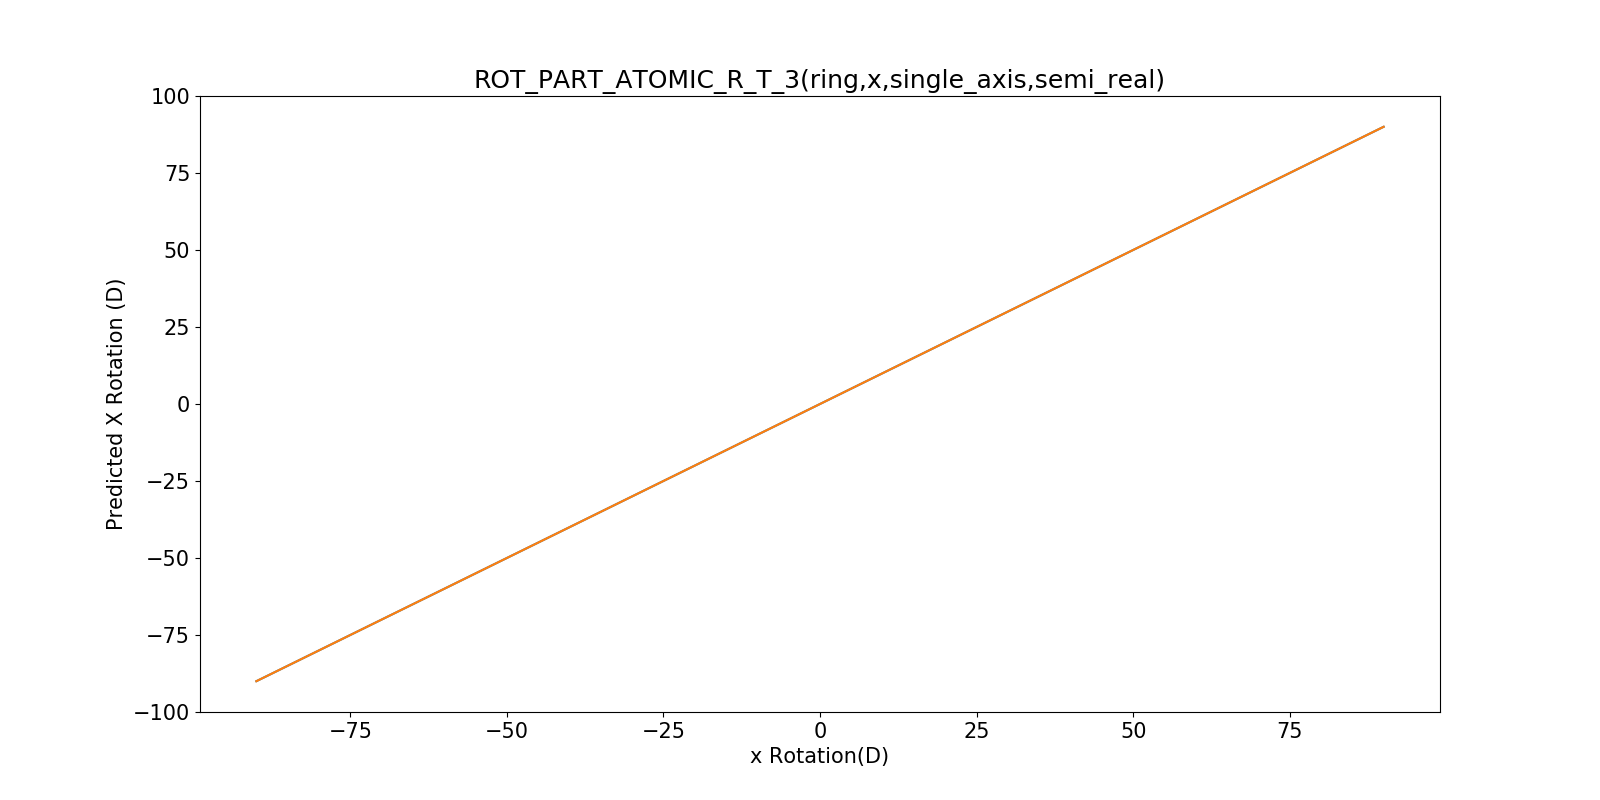 ROT_PART_ATOMIC_R_T_3(ring,x,single_axis,semi_real)
100
75
50
25
0
−25
−50
−75
−100
Predicted X Rotation (D)
−75 −50 −25 0 25 50 75
x Rotation(D)